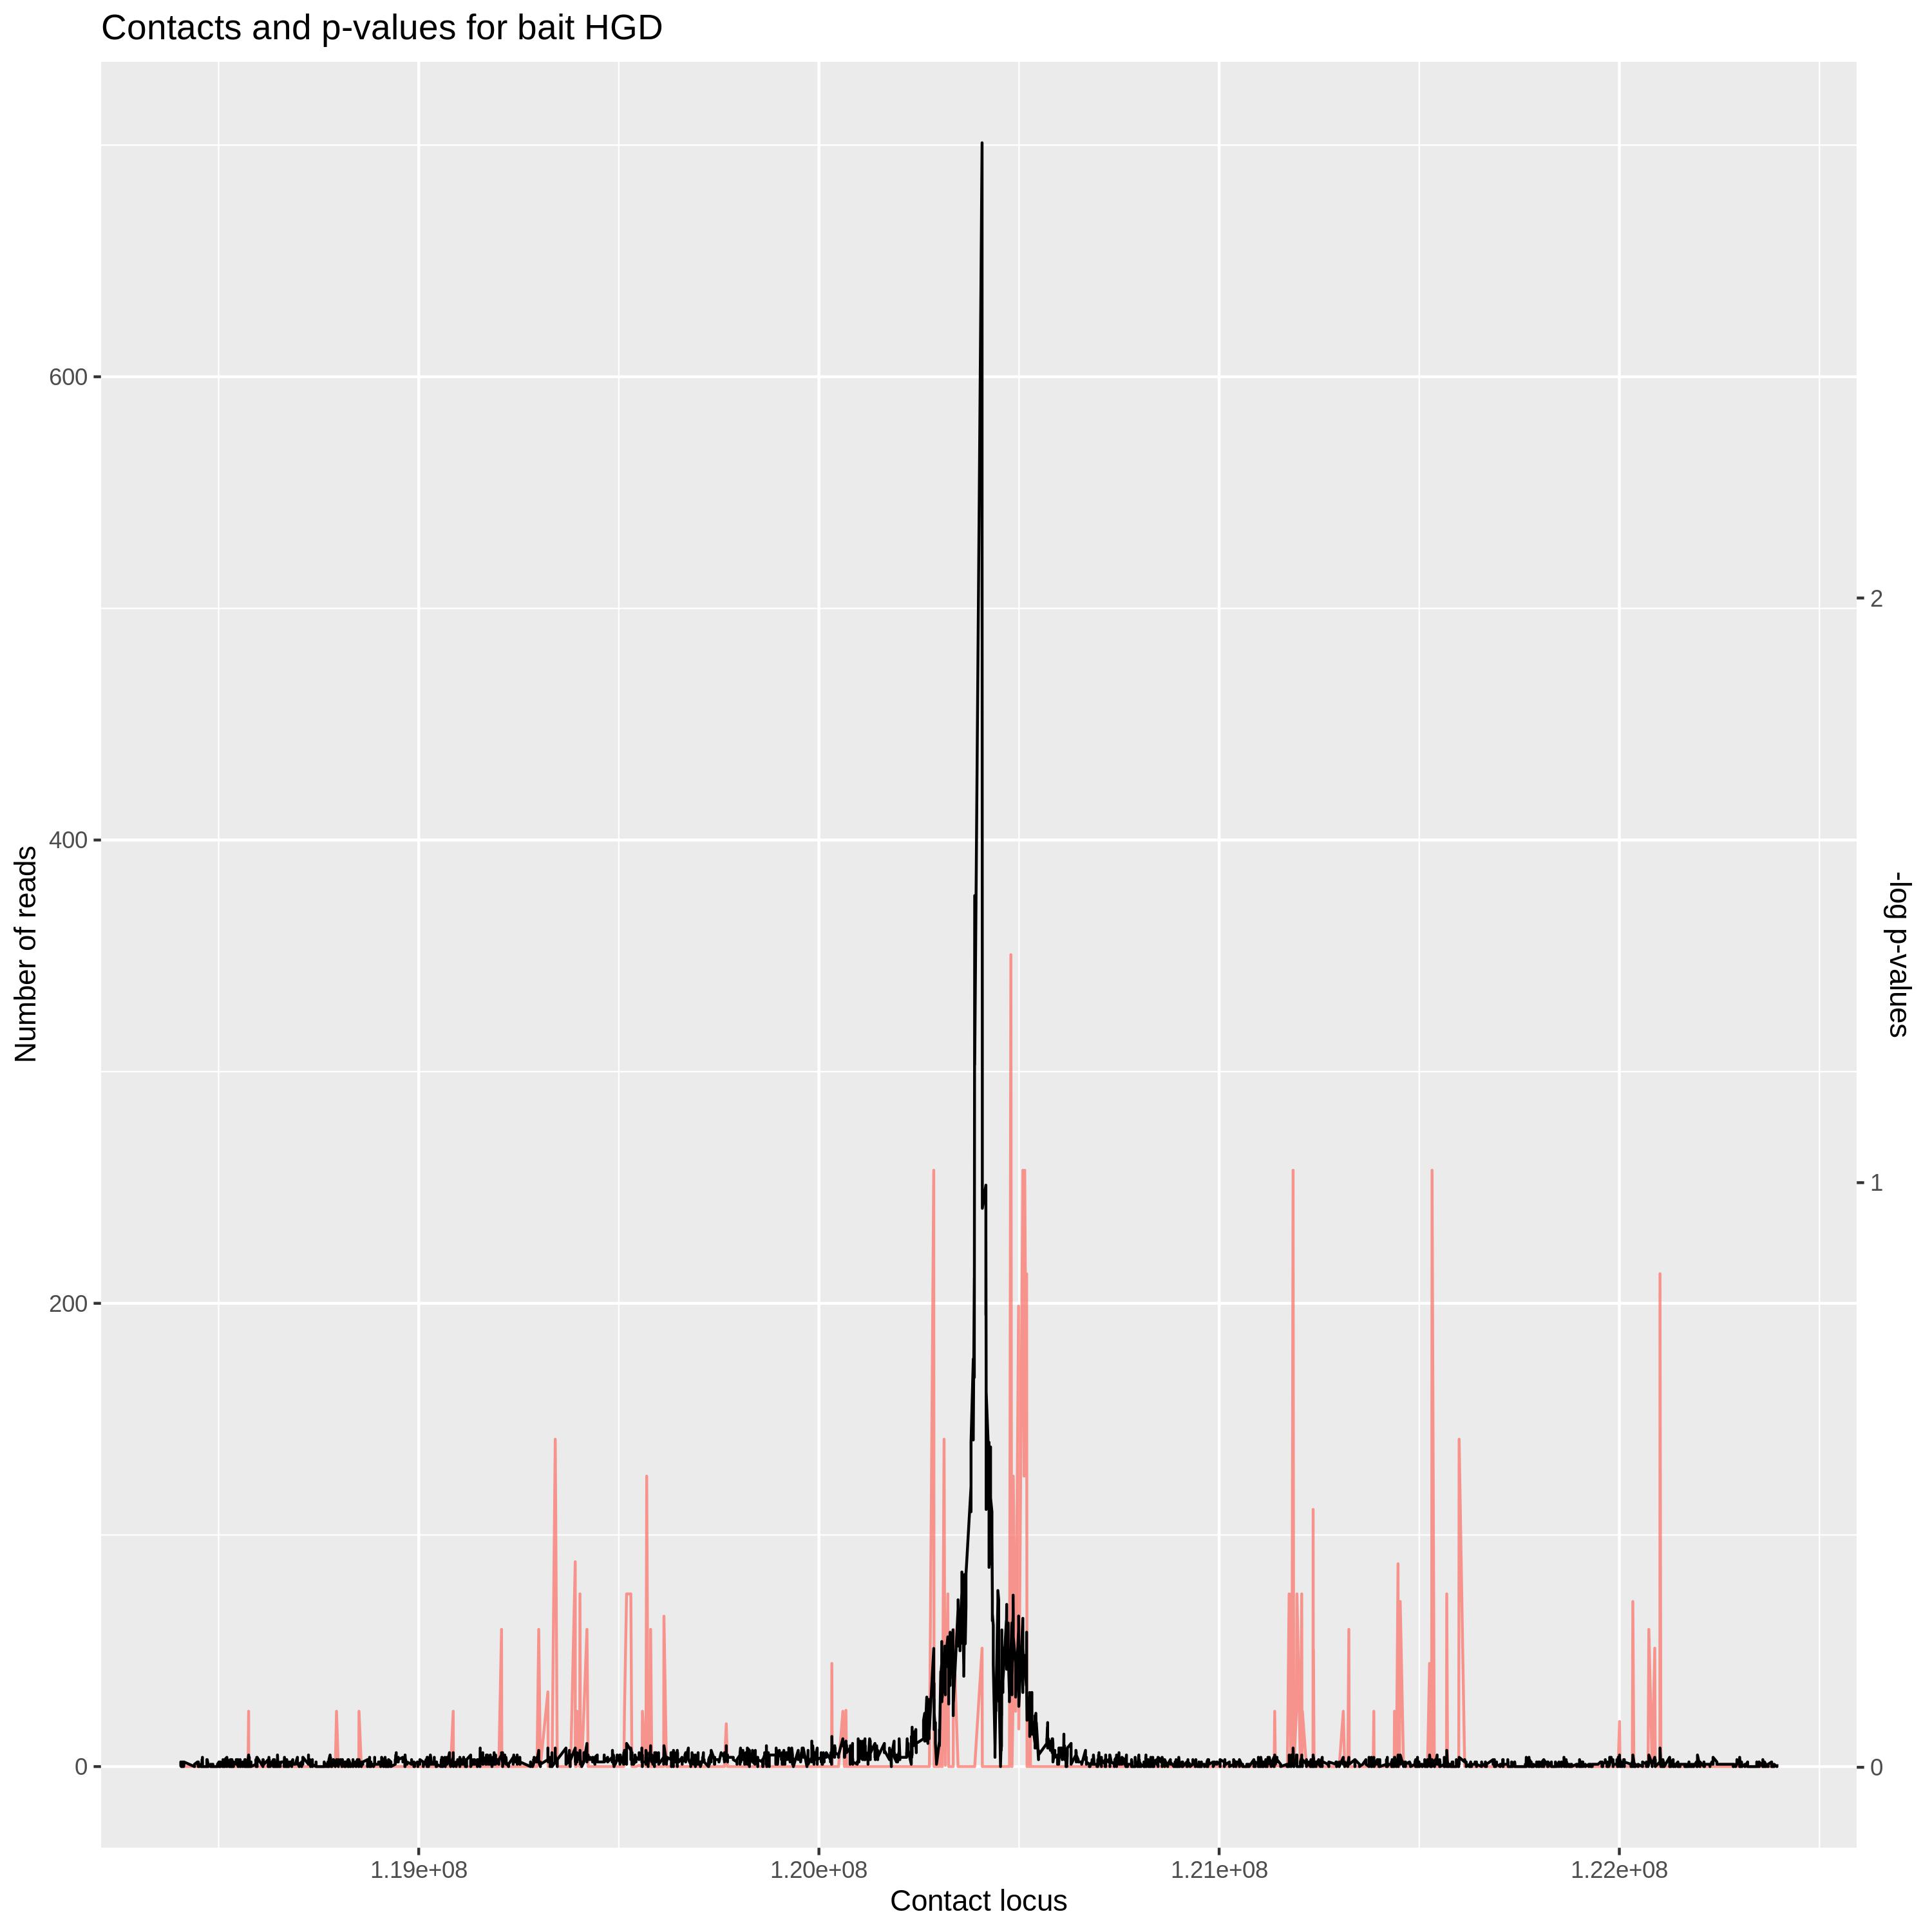 Contacts and p-values for bait HGD
600
400
200
0
Number of reads
2
1
0
-log p-values
1.19e+08
1.20e+08
1.21e+08
1.22e+08
Contact locus